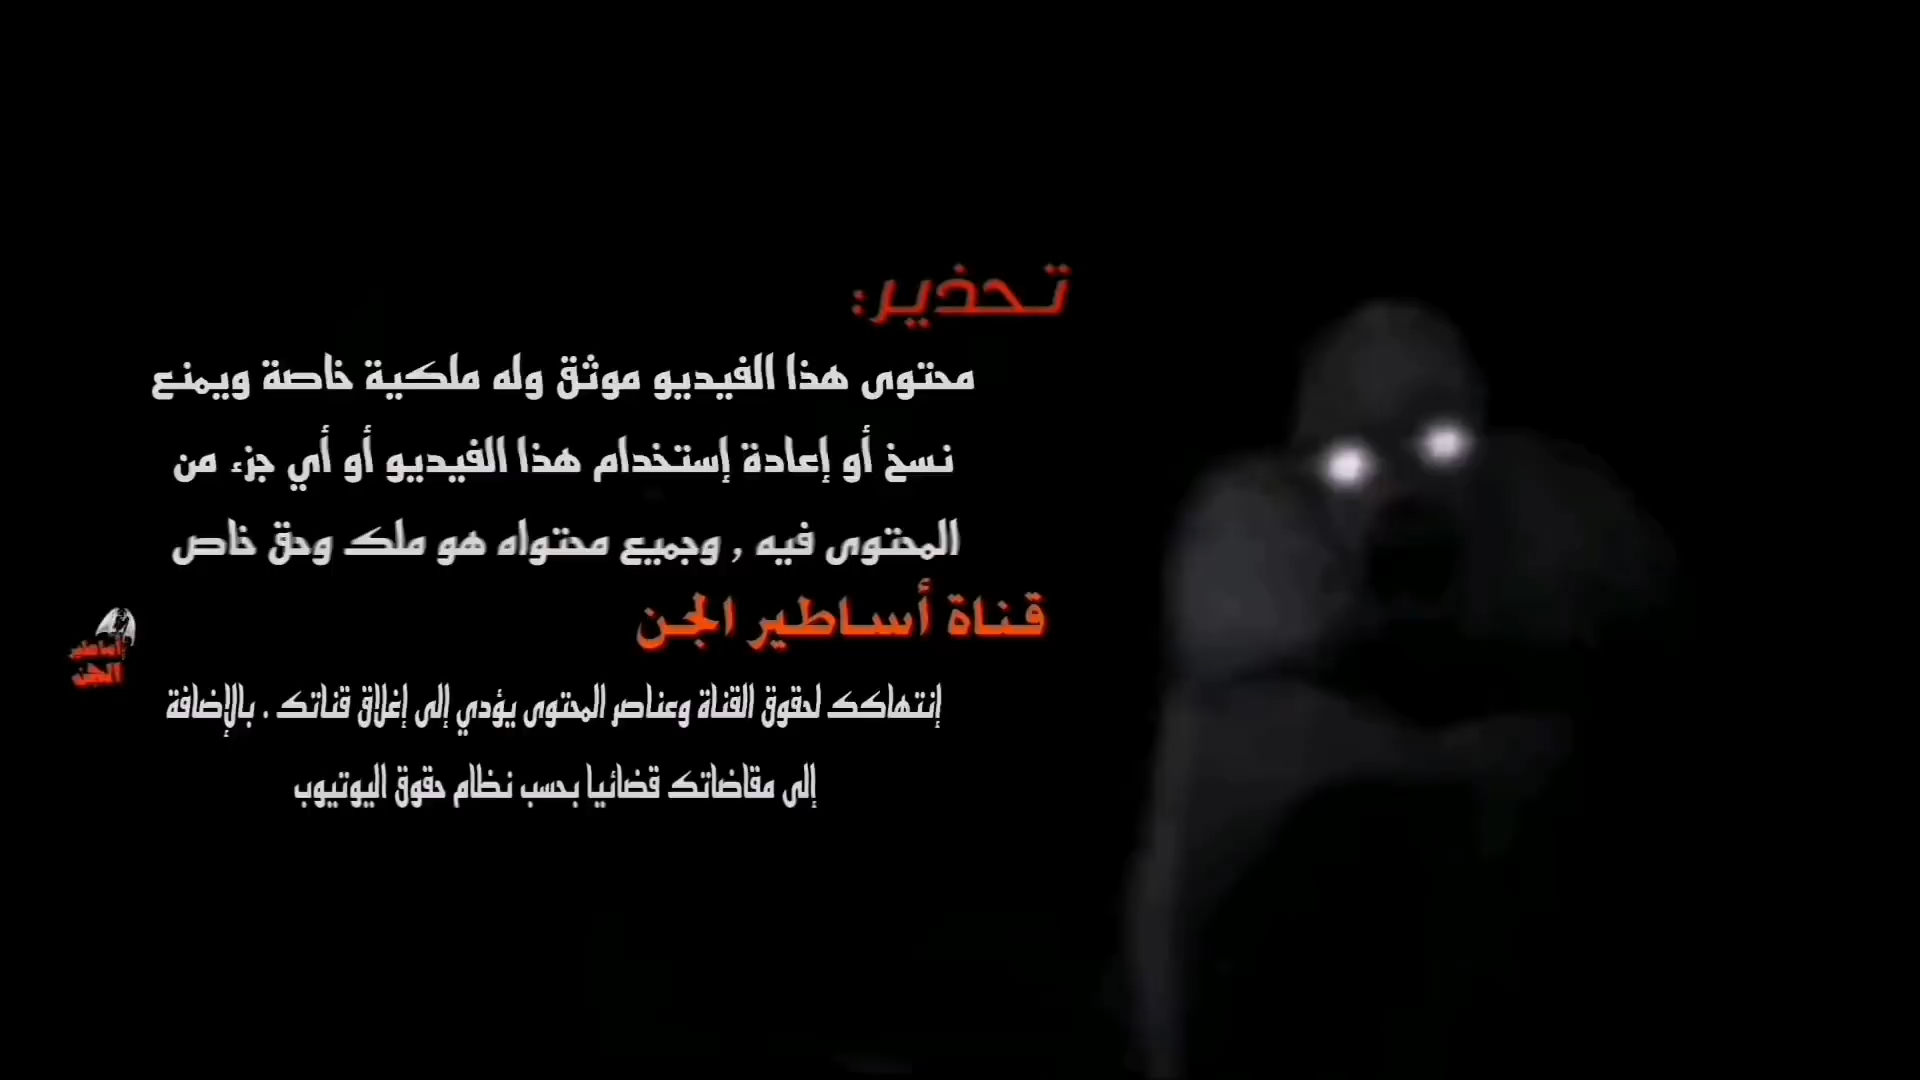 تحذير:
محتوى هذا الفيديو موثق وله ملكية خاصة ويمنع
نسخ أو إعادة إستخدام هذا الفيديو أو أي جزء من
المحتوى فيه , وجميع محتواه هو ملك وحق خاص
قناة أساطير الجن
إنتهاكك لحقوق القناة وعناصر المحتوى يؤدي إلى إغلاق قناتك . بالإضافة
إلى مقاضاتك قضائيا بحسب نظام حقوق اليوتيوب
أساطير
الجن